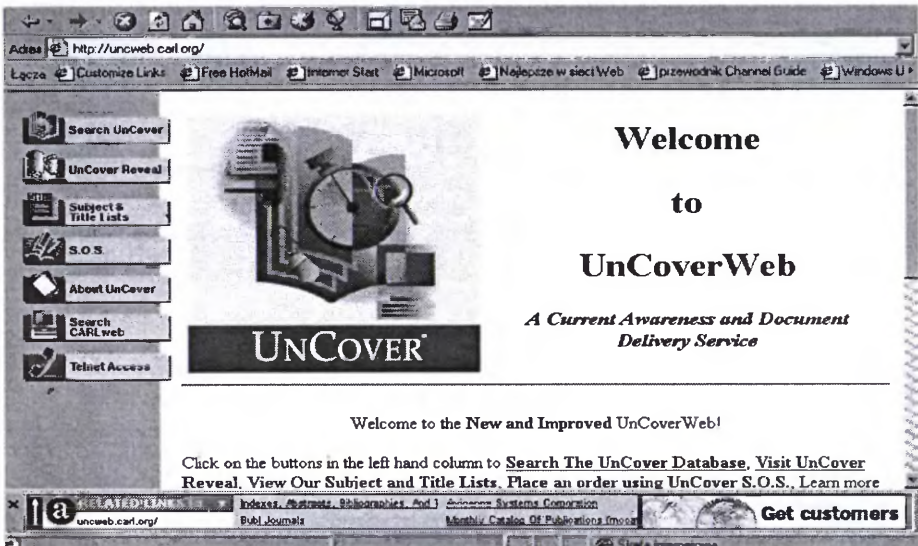 Adres http://uncweb.carl.org/
Łącza Customize Links Free HotMail Internet Start Microsoft Najlepsze w sieci Web przewodnik Channel Guide Windows U
Search UnCover
UnCover Reveal
Subject &
Title Lists
S.O.S.
About UnCover
Search
CARLweb
Telnet Access
UNCOVER
Welcome
to
UnCoverWeb
A Current Awareness and Document
Delivery Service
Welcome to the New and Improved UnCoverWeb!
Click on the buttons in the left hand column to Search The UnCover Database, Visit UnCover
Reveal, View Our Subject and Title Lists, Place an order using UnCover S.O.S., Learn more
a
RELATED LINKS
uncweb.carl.org/
Indexes, Abstracts, Bibliographies, And
Bubl Journals
Systems Corporation
Monthly Catalog Of Publications
Get customers